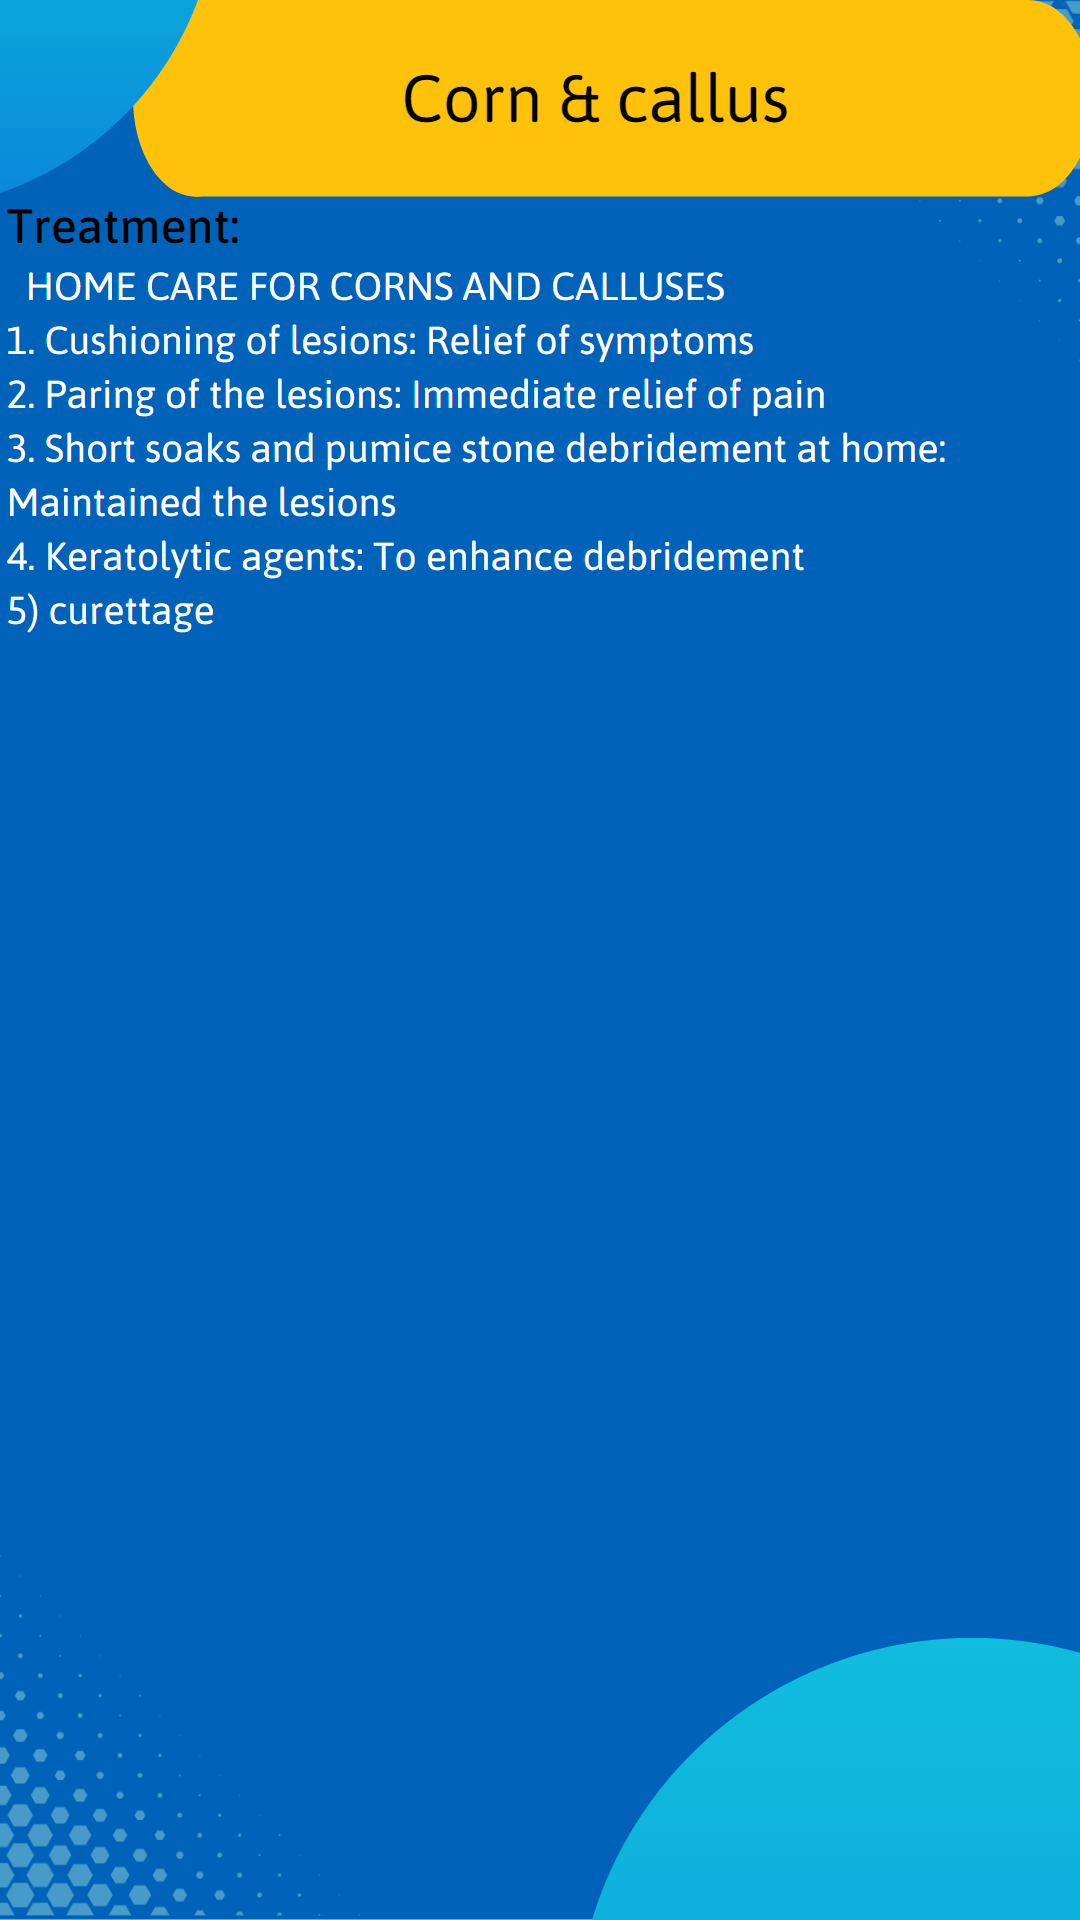 Corn & callus
Treatment:
HOME CARE FOR CORNS AND CALLUSES
1. Cushioning of lesions: Relief of symptoms
2. Paring of the lesions: Immediate relief of pain
3. Short soaks and pumice stone debridement at home:
Maintained the lesions
4. Keratolytic agents: To enhance debridement
5) curettage